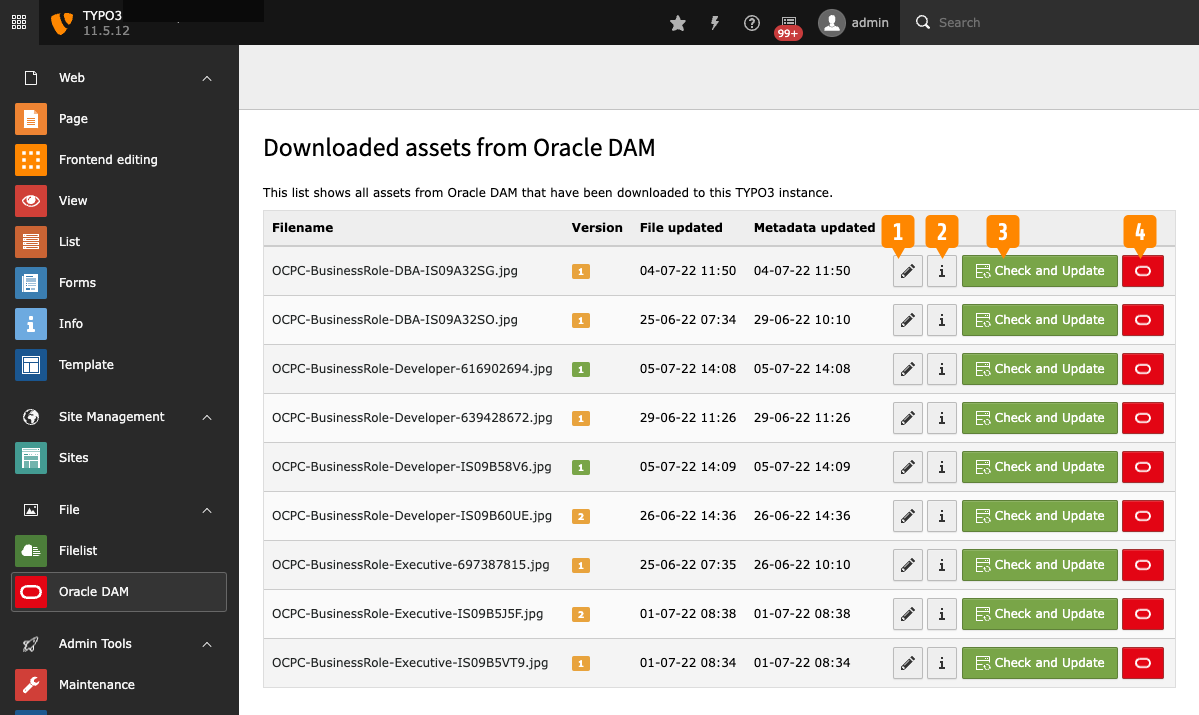 TYPO3
11.5.12
99+
admin
Search
Web
Page
Frontend editing
View
List
Forms
Info
Template
Site Management
Sites
File
Filelist
Oracle DAM
Admin Tools
Maintenance
Downloaded assets from Oracle DAM
This list shows all assets from Oracle DAM that have been downloaded to this TYPO3 instance.
Filename Version File updated Metadata updated 1 2 3 4
OCPC-BusinessRole-DBA-IS09A32SG.jpg 1 04-07-22 11:50 04-07-22 11:50 i Check and Update
OCPC-BusinessRole-DBA-IS09A32SO.jpg 1 25-06-22 07:34 29-06-22 10:10 i Check and Update
OCPC-BusinessRole-Developer-616902694.jpg 1 05-07-22 14:08 05-07-22 14:08 i Check and Update
OCPC-BusinessRole-Developer-639428672.jpg 1 29-06-22 11:26 29-06-22 11:26 i Check and Update
OCPC-BusinessRole-Developer-IS09B58V6.jpg 1 05-07-22 14:09 05-07-22 14:09 i Check and Update
OCPC-BusinessRole-Developer-IS09B60UE.jpg 2 26-06-22 14:36 26-06-22 14:36 i Check and Update
OCPC-BusinessRole-Executive-697387815.jpg 1 25-06-22 07:35 26-06-22 10:10 i Check and Update
OCPC-BusinessRole-Executive-IS09B5J5F.jpg 2 01-07-22 08:38 01-07-22 08:38 i Check and Update
OCPC-BusinessRole-Executive-IS09B5VT9.jpg 1 01-07-22 08:34 01-07-22 08:34 i Check and Update